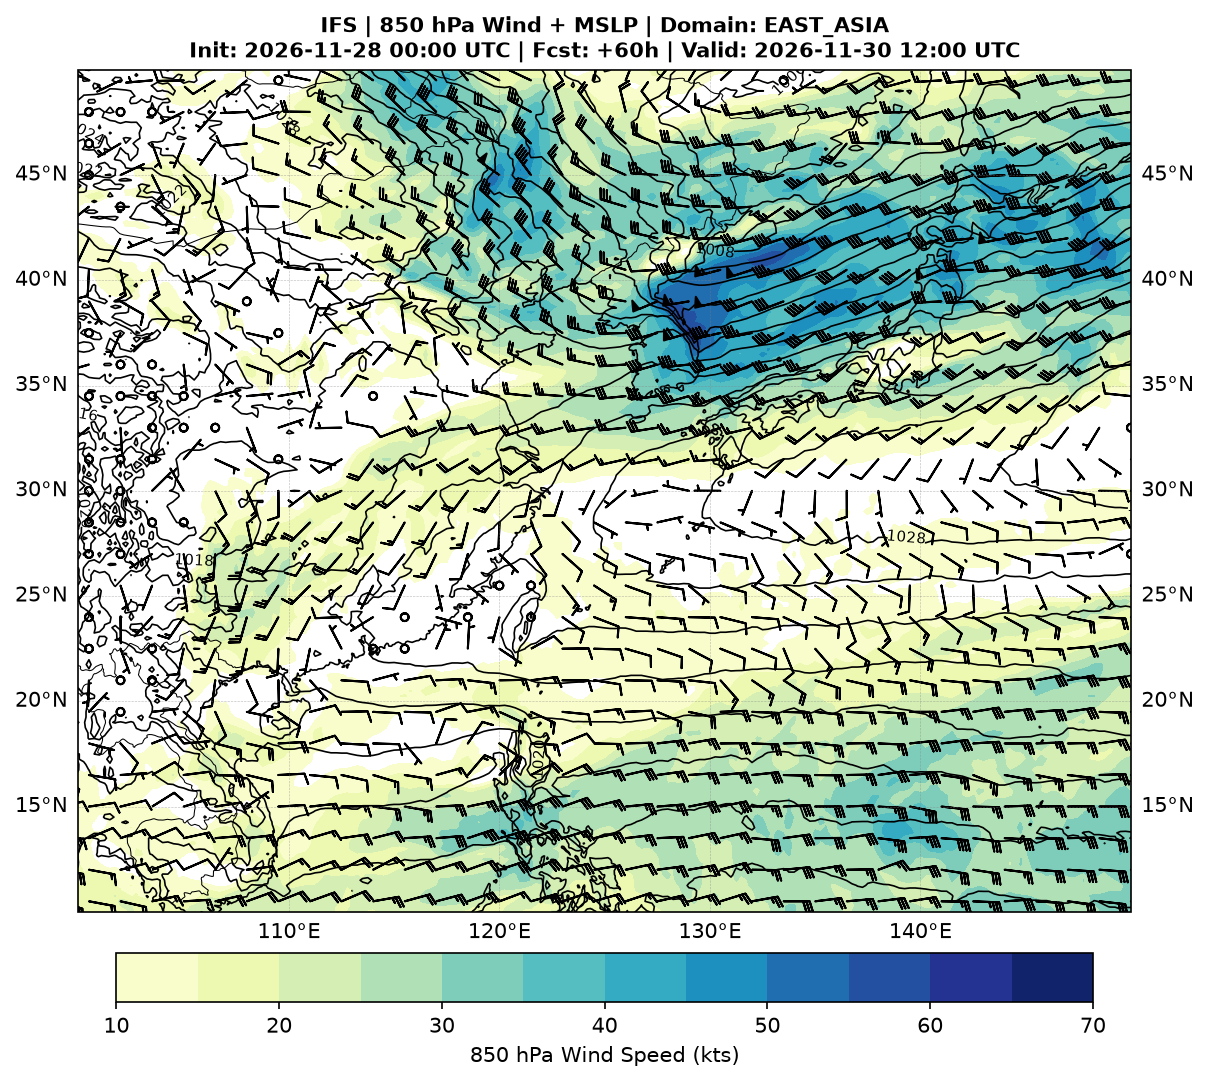 IFS | 850 hPa Wind + MSLP | Domain: EAST_ASIA
Init: 2026-11-28 00:00 UTC | Fcst: +60h | Valid: 2026-11-30 12:00 UTC
45°N 45°N
1008
40°N 40°N
35°N 35°N
16
30°N 30°N
1028
1018
25°N 25°N
20°N 20°N
1020
15°N 15°N
110°E 120°E 130°E 140°E
10 20 30 40 50 60 70
850 hPa Wind Speed (kts)